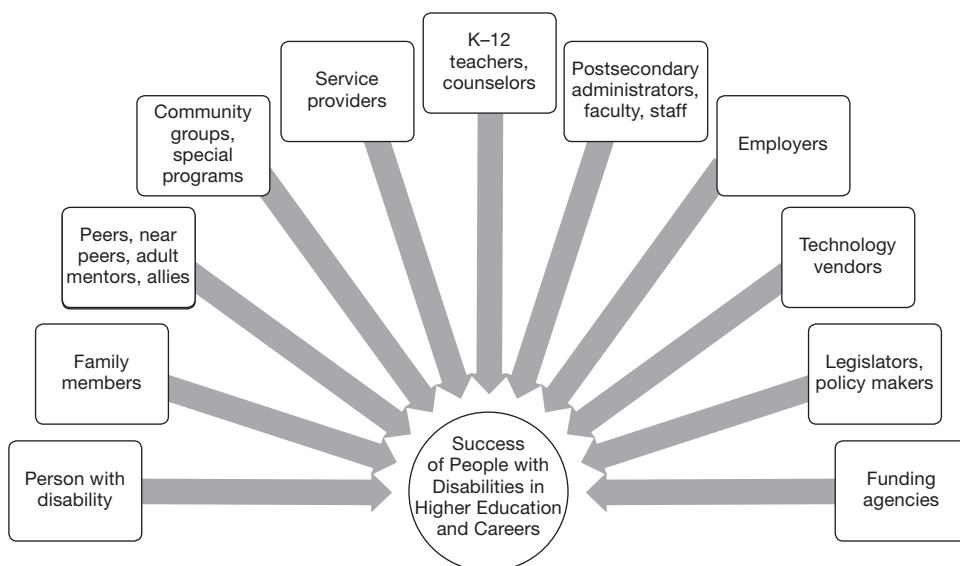 Person with
disability
Family
members
Peers, near
peers, adult
mentors, allies
Community
groups,
special
programs
Service
providers
K–12
teachers,
counselors
Postsecondary
administrators,
faculty, staff
Employers
Technology
vendors
Legislators,
policy makers
Funding
agencies
Success
of People with
Disabilities in
Higher Education
and Careers